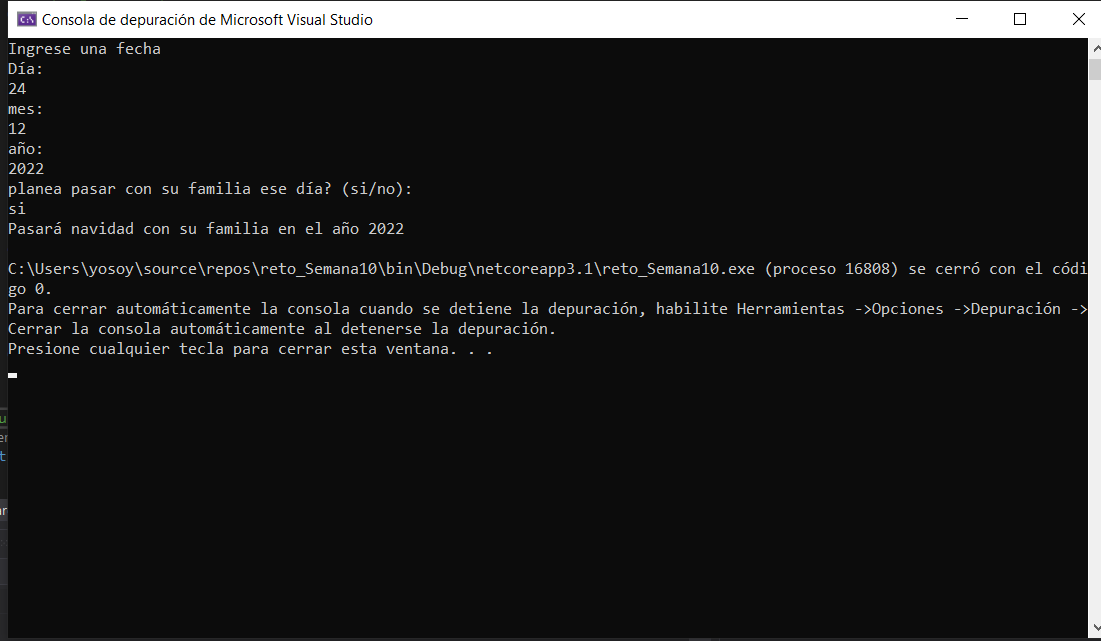 Consola de depuración de Microsoft Visual Studio
Ingrese una fecha
Día:
24
mes:
12
año:
2022
planea pasar con su familia ese día? (si/no):
si
Pasará navidad con su familia en el año 2022
C:\Users\yosoy\source\repos\reto_Semana10\bin\Debug\netcoreapp3.1\reto_Semana10.exe (proceso 16808) se cerró con el códi
go 0.
Para cerrar automáticamente la consola cuando se detiene la depuración, habilite Herramientas ->Opciones ->Depuración ->
Cerrar la consola automáticamente al detenerse la depuración.
Presione cualquier tecla para cerrar esta ventana. . .